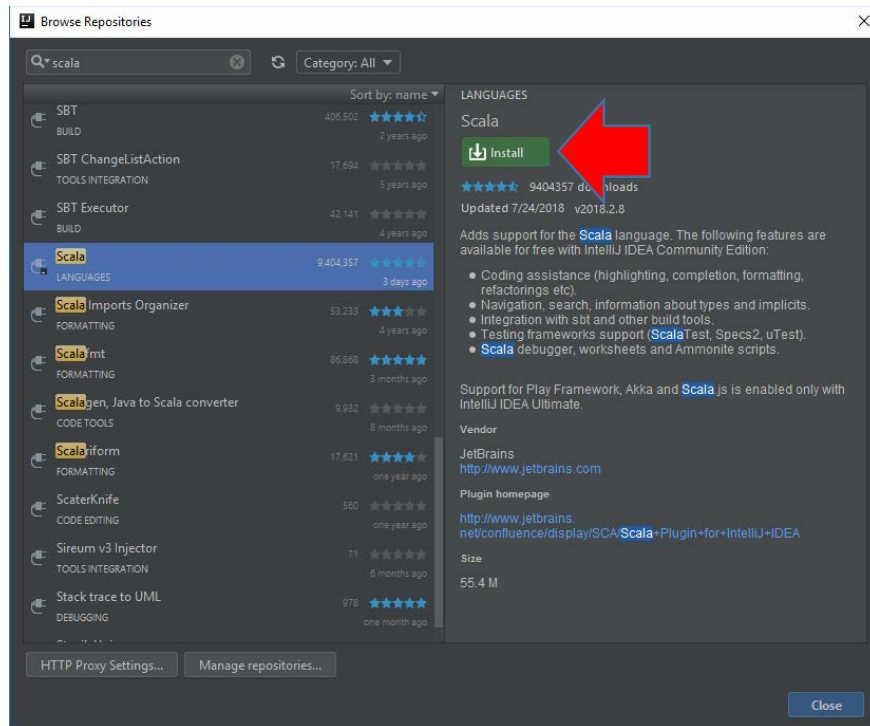 Browse Repositories
scala
Category: All
Sort by: name
SBT
406,502
BUILD
2 years ago
SBT ChangeListAction
17,694
TOOLS INTEGRATION
5 years ago
SBT Executor
42,141
BUILD
4 years ago
Scala
9,404,357
LANGUAGES
3 days ago
Scala Imports Organizer
53,233
FORMATTING
4 years ago
Scalafmt
86,868
FORMATTING
3 months ago
Scalagen, Java to Scala converter
9,932
CODE TOOLS
8 months ago
Scalariform
17,621
FORMATTING
one year ago
ScaterKnife
560
CODE EDITING
one year ago
Sireum v3 Injector
71
TOOLS INTEGRATION
6 months ago
Stack trace to UML
978
DEBUGGING
one month ago
LANGUAGES
Scala
Install
9404357 downloads
Updated 7/24/2018 v2018.2.8
Adds support for the Scala language. The following features are
available for free with IntelliJ IDEA Community Edition:
Coding assistance (highlighting, completion, formatting,
refactorings etc).
Navigation, search, information about types and implicits.
Integration with sbt and other build tools.
Testing frameworks support (ScalaTest, Specs2, uTest).
Scala debugger, worksheets and Ammonite scripts.
Support for Play Framework, Akka and Scala.js is enabled only with
IntelliJ IDEA Ultimate.
Vendor
JetBrains
http://www.jetbrains.com
Plugin homepage
http://www.jetbrains.
net/confluence/display/SCA/Scala+Plugin+for+IntelliJ+IDEA
Size
55.4 M
HTTP Proxy Settings...
Manage repositories...
Close